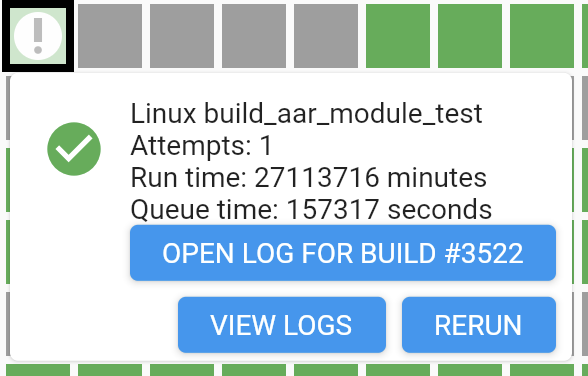 Linux build_aar_module_test
Attempts: 1
Run time: 27113716 minutes
Queue time: 157317 seconds
OPEN LOG FOR BUILD #3522
VIEW LOGS
RERUN